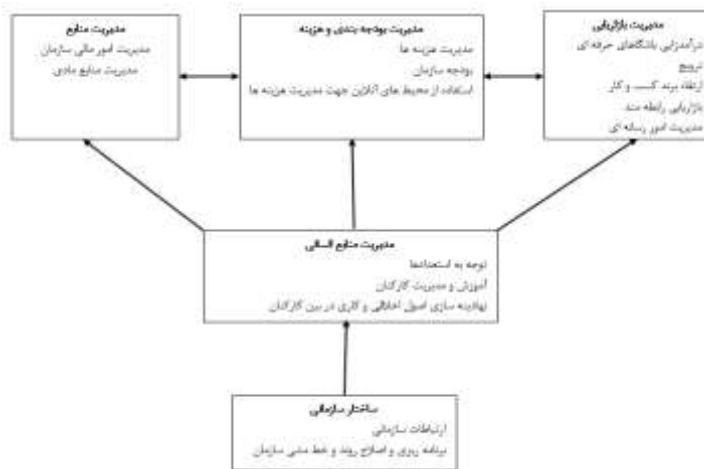 مدیریت بازاریابی
درآمدزایی باشگاهای حرفه ای
ترویج
ارتقاء برند کسب و کار
بازاریابی رابطه مند
مدیریت امور رسانه ای
مدیریت بودجه بندی و هزینه
مدیریت هزینه ها
بودجه سازمان
استفاده از محیط های آنلاین جهت مدیریت هزینه ها
مدیریت منابع
مدیریت امور مالی سازمان
مدیریت منابع مادی
مدیریت منابع انسانی
توجه به استعدادها
آموزش و مدیریت کارکنان
نهادینه سازی اصول اخلاقی و کاری در بین کارکنان
ساختار سازمانی
ارتباطات سازمانی
برنامه ریزی و اصلاح روند و خط مشی سازمان